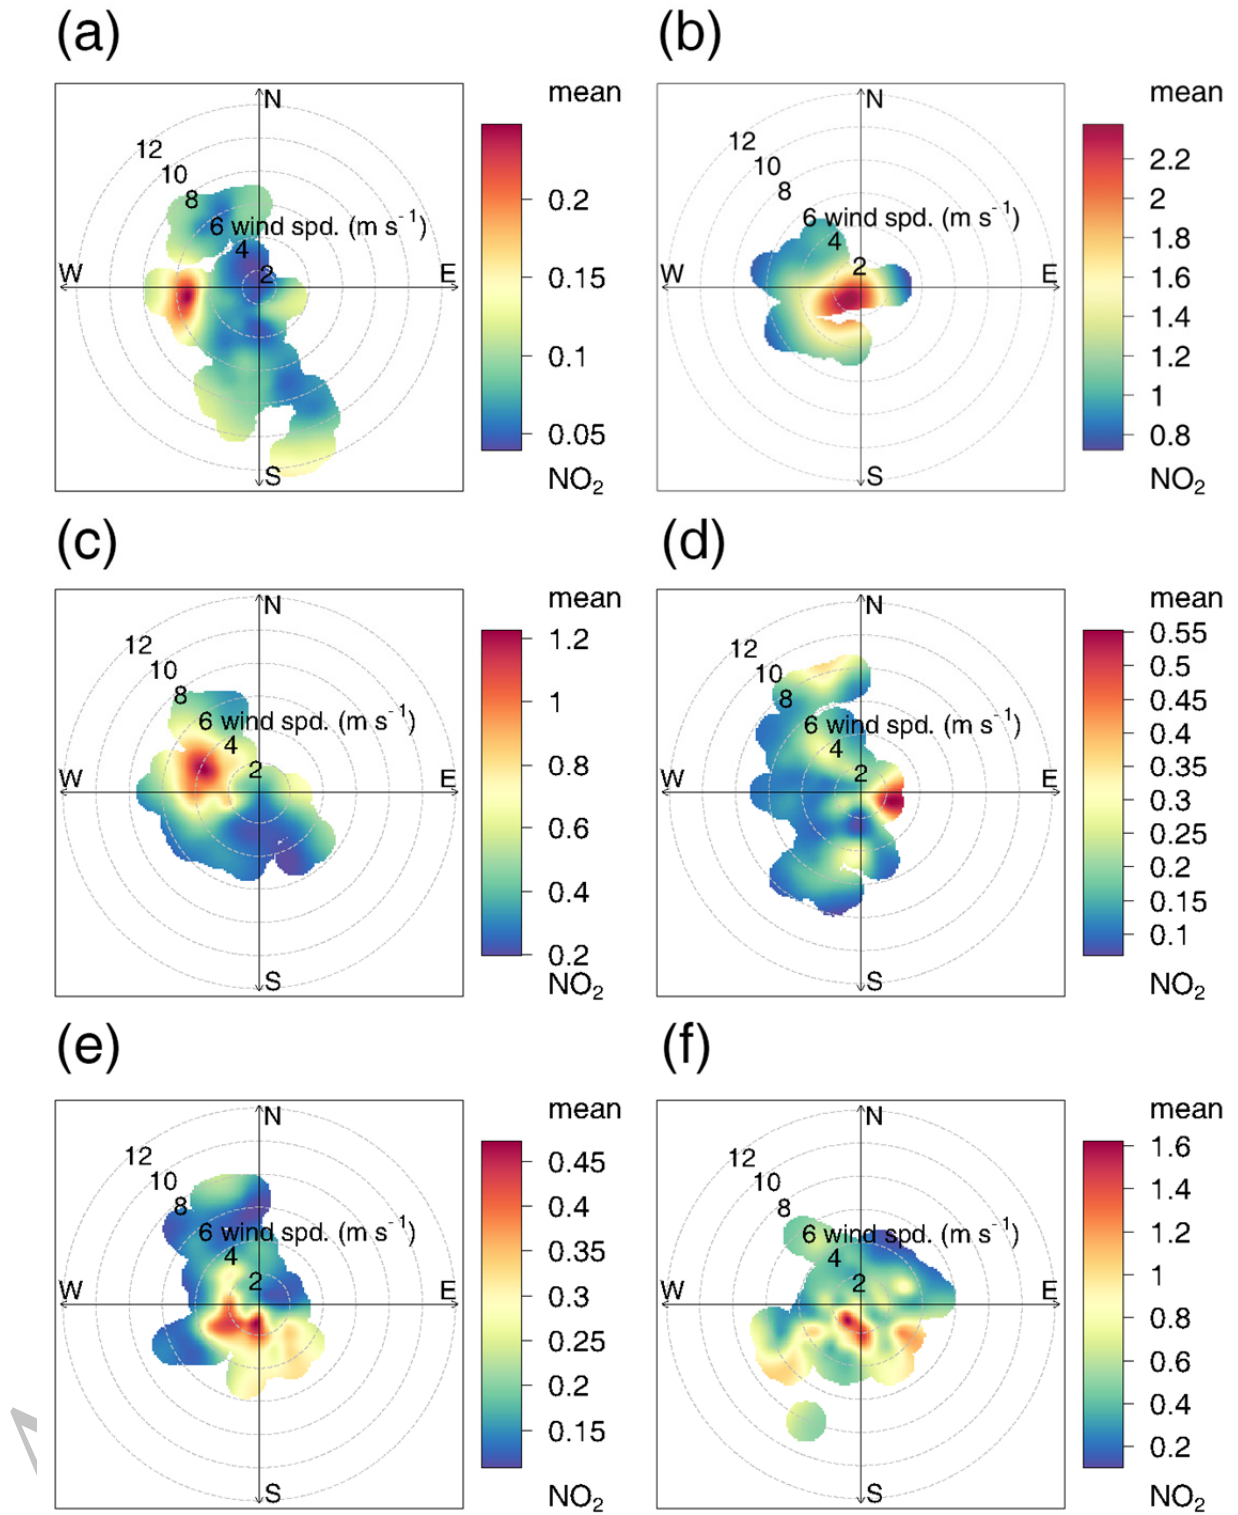 (a)
(b)
mean
N
12
10
8
6 wind spd. (m s⁻¹)
4
2
W
E
S
0.2
0.15
0.1
0.05
NO₂
mean
N
12
10
8
6 wind spd. (m s⁻¹)
4
2
W
E
S
2.2
2
1.8
1.6
1.4
1.2
1
0.8
NO₂
(c)
(d)
mean
N
12
10
8
6 wind spd. (m s⁻¹)
4
2
W
E
S
1.2
1
0.8
0.6
0.4
0.2
NO₂
mean
N
12
10
8
6 wind spd. (m s⁻¹)
4
2
W
E
S
0.55
0.5
0.45
0.4
0.35
0.3
0.25
0.2
0.15
0.1
NO₂
(e)
(f)
mean
N
12
10
8
6 wind spd. (m s⁻¹)
4
2
W
E
S
0.45
0.4
0.35
0.3
0.25
0.2
0.15
NO₂
mean
N
12
10
8
6 wind spd. (m s⁻¹)
4
2
W
E
S
1.6
1.4
1.2
1
0.8
0.6
0.4
0.2
NO₂